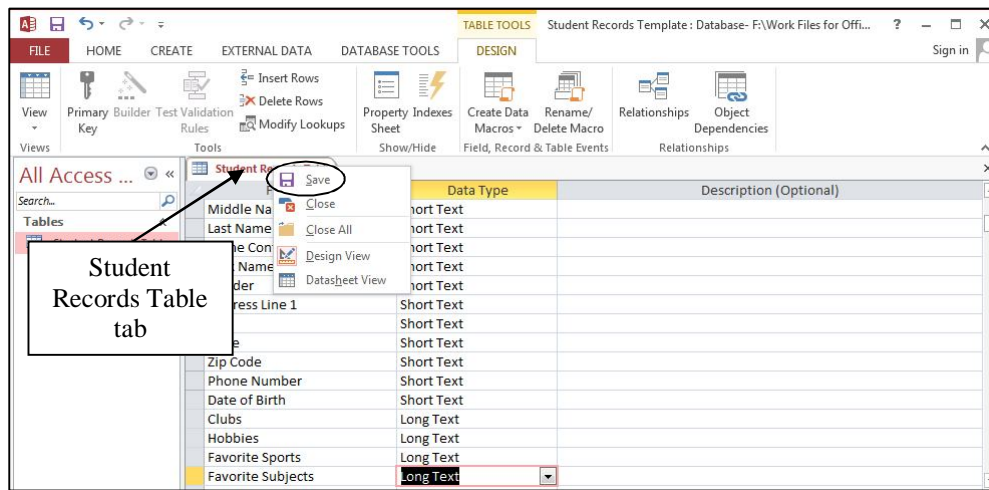 TABLE TOOLS Student Records Template : Database- F:\Work Files for Offi... ?
FILE HOME CREATE EXTERNAL DATA DATABASE TOOLS DESIGN Sign in
View Primary Key Builder Test Validation Rules Insert Rows Delete Rows Modify Lookups Property Sheet Indexes Create Data Macros Rename/ Delete Macro Relationships Object Dependencies
Views Tools Show/Hide Field, Record & Table Events Relationships
All Access ...
Search...
Tables
Student Records Table tab
Save
Close
Close All
Design View
Datasheet View
Data Type Description (Optional)
Middle Short Text
Last Name Short Text
Short Text
Name Short Text
Short Text
Line 1 Short Text
Short Text
Short Text
Zip Code Short Text
Phone Number Short Text
Date of Birth Short Text
Clubs Long Text
Hobbies Long Text
Favorite Sports Long Text
Favorite Subjects Long Text